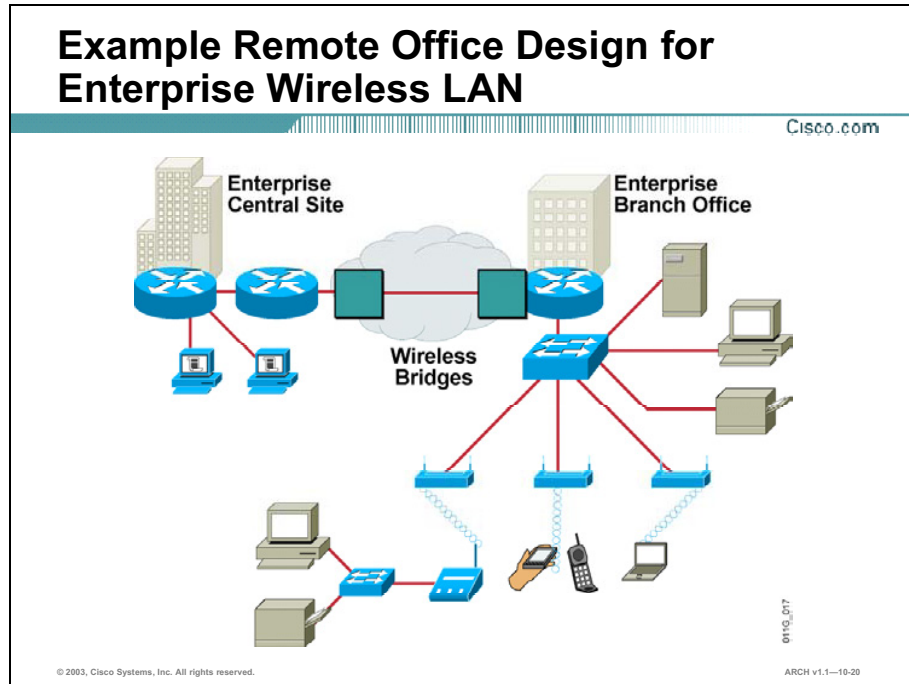 Example Remote Office Design for
Enterprise Wireless LAN
Cisco.com
Enterprise
Central Site
Enterprise
Branch Office
Wireless
Bridges
011G_017
© 2003, Cisco Systems, Inc. All rights reserved.
ARCH v1.1—10-20